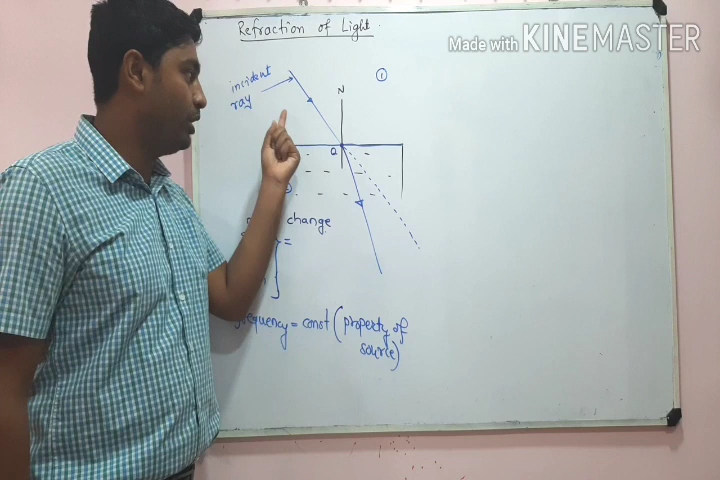 Refraction of Light.
Made with KINEMASTER
incident
ray
①
N
change
=
frequency = const (property of
source)